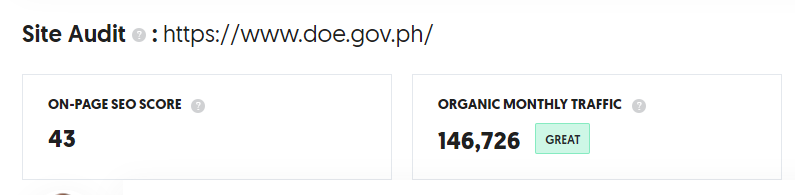 Site Audit ? : https://www.doe.gov.ph/
ON-PAGE SEO SCORE ?
43
ORGANIC MONTHLY TRAFFIC ?
146,726 GREAT